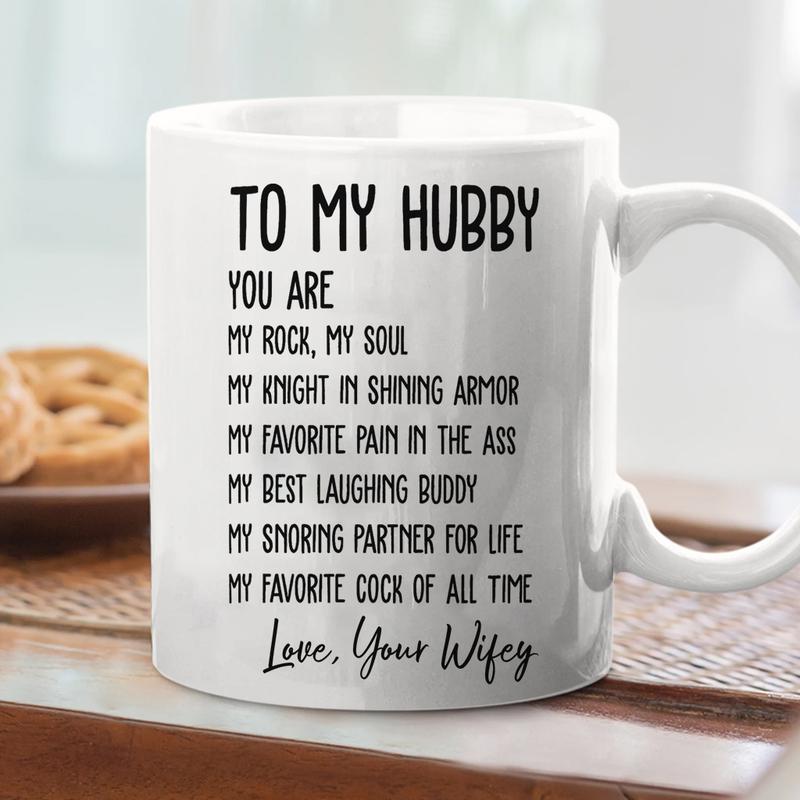 TO MY HUBBY
YOU ARE
MY ROCK, MY SOUL
MY KNIGHT IN SHINING ARMOR
MY FAVORITE PAIN IN THE ASS
MY BEST LAUGHING BUDDY
MY SNORING PARTNER FOR LIFE
MY FAVORITE COCK OF ALL TIME
Love, Your Wifey